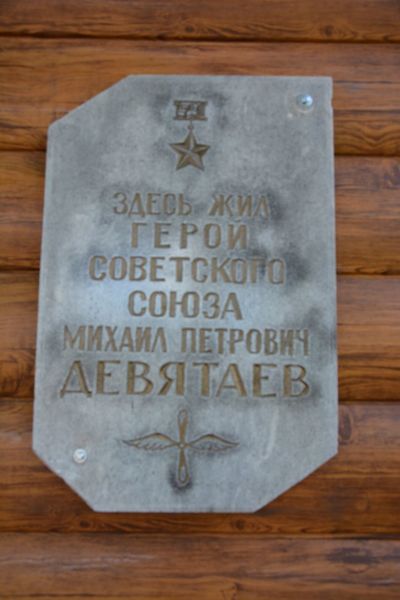 ЗДЕСЬ ЖИЛ
ГЕРОЙ
СОВЕТСКОГО
СОЮЗА
МИХАИЛ ПЕТРОВИЧ
ДЕВЯТАЕВ